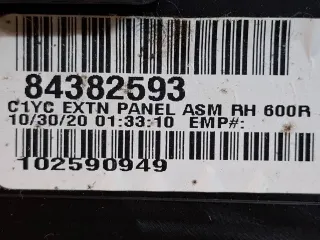 84382593
C1YC EXTN PANEL ASM RH 600R
10/30/20 01:33:10 EMP#:
102590949